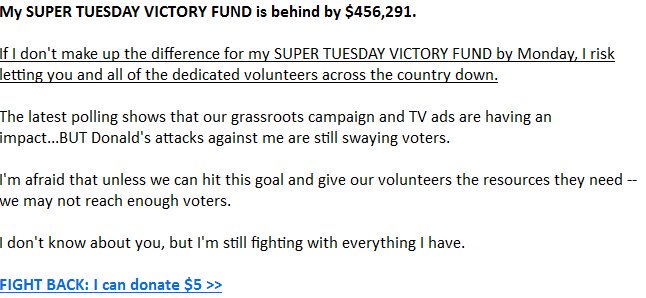 My SUPER TUESDAY VICTORY FUND is behind by $456,291.
If I don't make up the difference for my SUPER TUESDAY VICTORY FUND by Monday, I risk
letting you and all of the dedicated volunteers across the country down.
The latest polling shows that our grassroots campaign and TV ads are having an
impact...BUT Donald's attacks against me are still swaying voters.
I'm afraid that unless we can hit this goal and give our volunteers the resources they need --
we may not reach enough voters.
I don't know about you, but I'm still fighting with everything I have.
FIGHT BACK: I can donate $5 >>